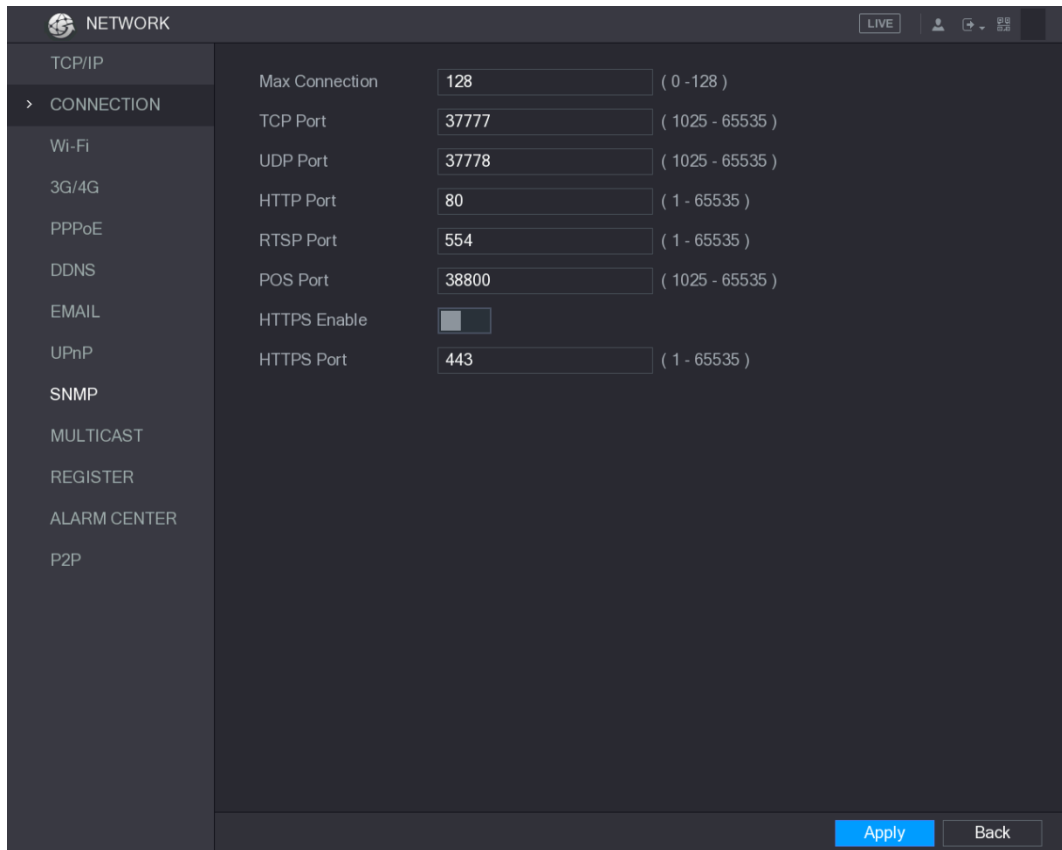 NETWORK LIVE
TCP/IP
CONNECTION
Wi-Fi
3G/4G
PPPoE
DDNS
EMAIL
UPnP
SNMP
MULTICAST
REGISTER
ALARM CENTER
P2P
Max Connection 128 ( 0 -128 )
TCP Port 37777 ( 1025 - 65535 )
UDP Port 37778 ( 1025 - 65535 )
HTTP Port 80 ( 1 - 65535 )
RTSP Port 554 ( 1 - 65535 )
POS Port 38800 ( 1025 - 65535 )
HTTPS Enable
HTTPS Port 443 ( 1 - 65535 )
Apply Back